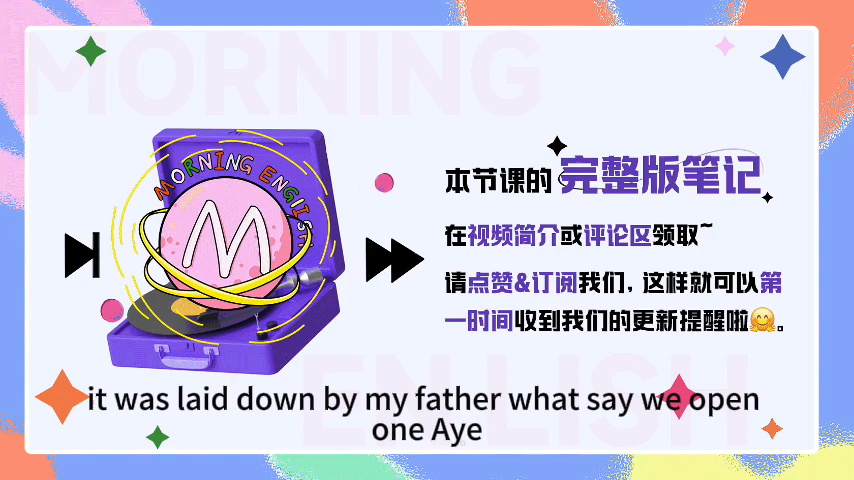 MORNING
MORNING ENGLISH
M
本节课的 完整版笔记
在视频简介或评论区领取~
请点赞&订阅我们，这样就可以第
一时间收到我们的更新提醒啦🤗。
ENGLISH
it was laid down by my father what say we open
one Aye